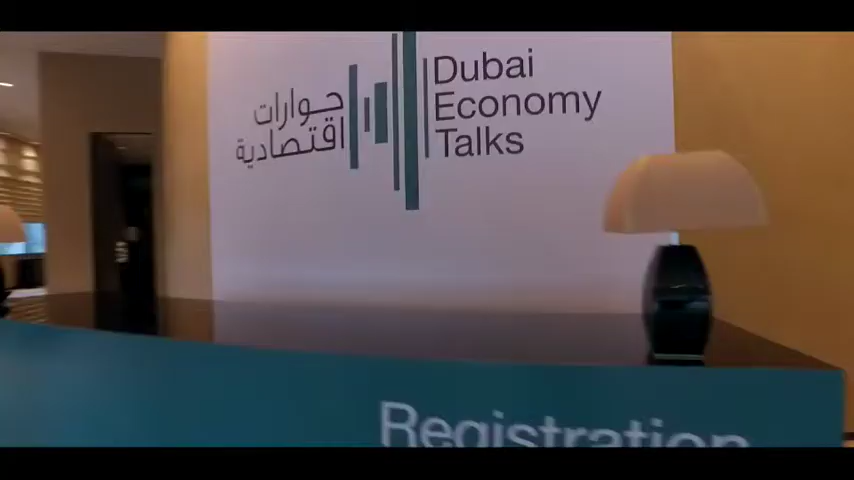 حوارات
اقتصادية
Dubai
Economy
Talks
Registration